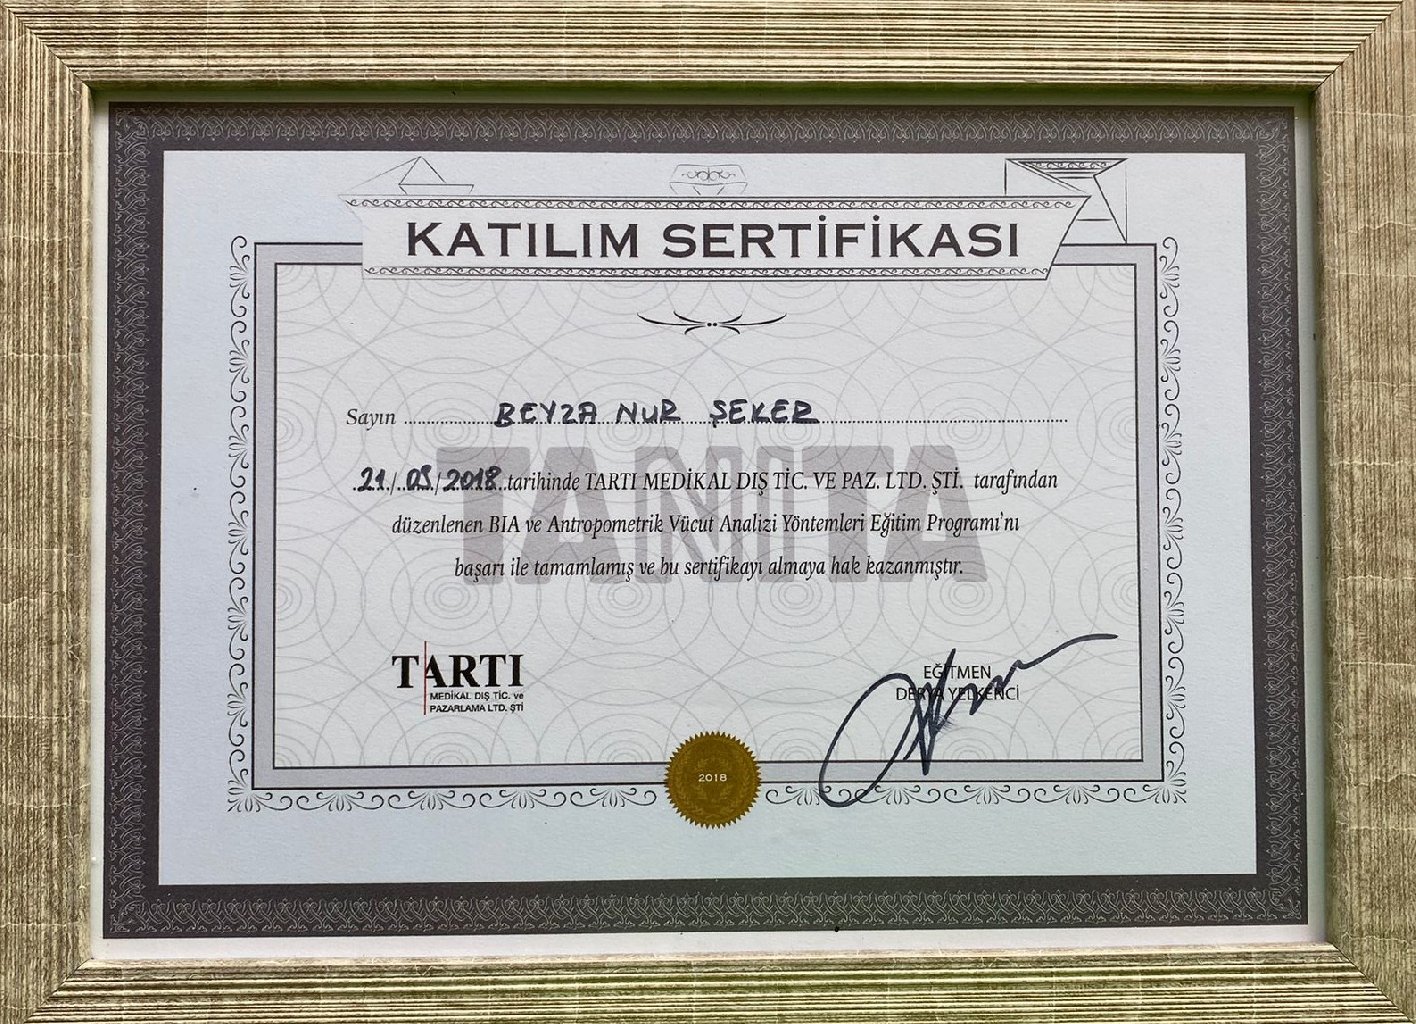 KATILIM SERTİFİKASI
Sayın BEYZA NUR ŞEKER
TANITA
21/09/2018 tarihinde TARTI MEDİKAL DIŞ TİC. VE PAZ. LTD. ŞTİ. tarafından
düzenlenen BIA ve Antropometrik Vücut Analizi Yöntemleri Eğitim Programı'nı
başarı ile tamamlamış ve bu sertifikayı almaya hak kazanmıştır.
TARTI
MEDİKAL DIŞ TİC. ve
PAZARLAMA LTD. ŞTİ
EĞİTMEN
DERYA YELKENCİ
2018